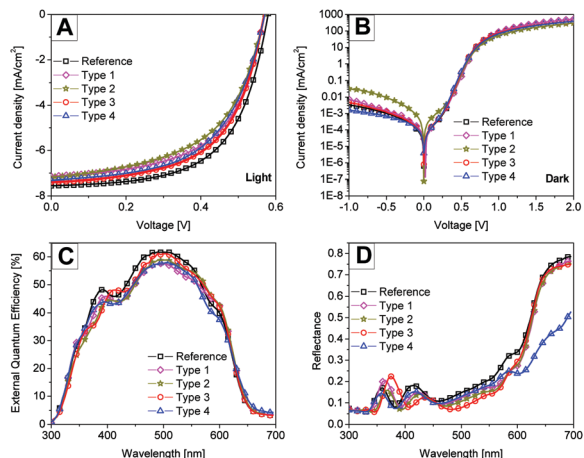 A
Current density [mA/cm²]
0
-2
-4
-6
-8
Reference
Type 1
Type 2
Type 3
Type 4
Light
0.0 0.2 0.4 0.6
Voltage [V]
B
Current density [mA/cm²]
1000
100
10
1
0.1
0.01
1E-3
1E-4
1E-5
1E-6
1E-7
1E-8
Reference
Type 1
Type 2
Type 3
Type 4
Dark
-1.0 -0.5 0.0 0.5 1.0 1.5 2.0
Voltage [V]
C
External Quantum Efficiency [%]
60
50
40
30
20
10
0
Reference
Type 1
Type 2
Type 3
Type 4
300 400 500 600 700
Wavelength [nm]
D
Reflectance
0.8
0.7
0.6
0.5
0.4
0.3
0.2
0.1
0.0
Reference
Type 1
Type 2
Type 3
Type 4
300 400 500 600 700
Wavelength [nm]